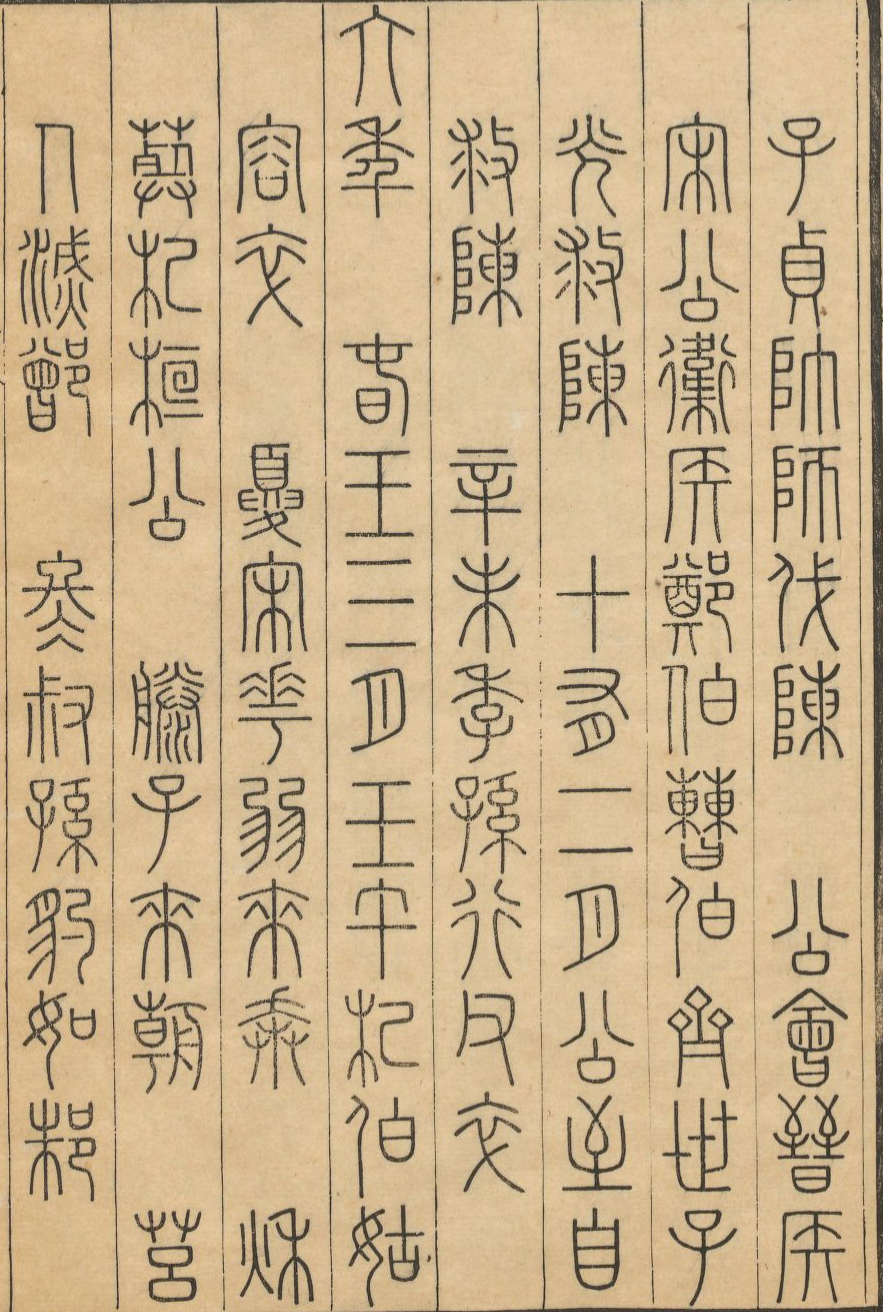 子貞帥師伐陳　公會晉侯
宋公衛侯鄭伯曹伯齊世子
光救陳　十有二月公至自
救陳　辛未季孫行父卒
六年　春王三月壬午杞伯姑
容卒　夏宋華弱來奔　秋
葬杞桓公　滕子來朝　莒
人滅鄫　冬叔孫豹如邾